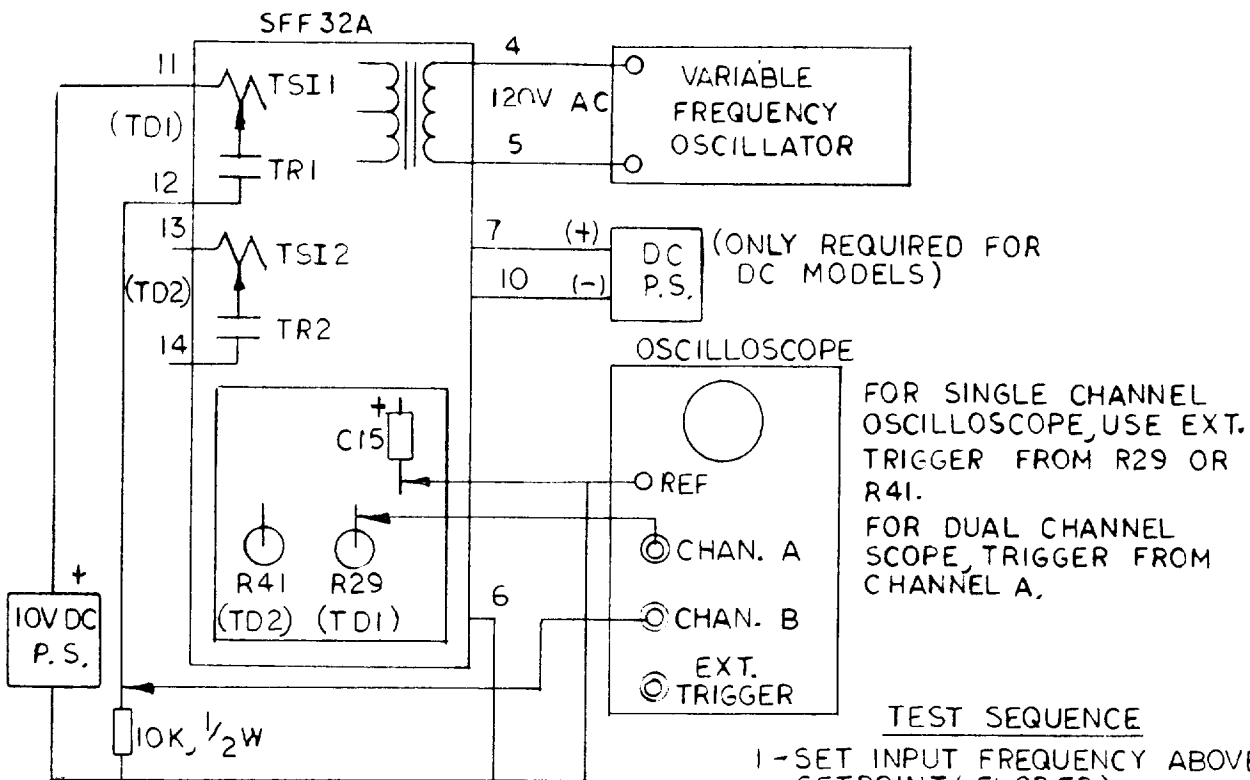 SFF 32A
11
TSI1
(TD1)
TR1
12
13
TSI2
(TD2)
TR2
14
4
120V AC
5
VARIABLE
FREQUENCY
OSCILLATOR
7 (+)
10 (-)
DC
P.S.
(ONLY REQUIRED FOR
DC MODELS)
OSCILLOSCOPE
REF
CHAN. A
CHAN. B
EXT.
TRIGGER
FOR SINGLE CHANNEL
OSCILLOSCOPE, USE EXT.
TRIGGER FROM R29 OR
R41.
FOR DUAL CHANNEL
SCOPE, TRIGGER FROM
CHANNEL A.
+
C15
R41 R29
(TD2) (TD1)
6
+
10V DC
P.S.
10K, 1/2W
TEST SEQUENCE
1-SET INPUT FREQUENCY ABOVE